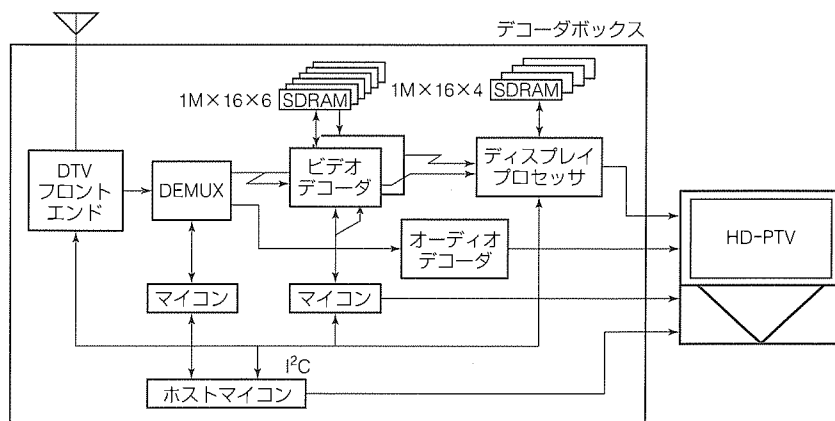 デコーダボックス
1M×16×6
SDRAM
1M×16×4
SDRAM
DTV
フロント
エンド
DEMUX
ビデオ
デコーダ
ディスプレイ
プロセッサ
オーディオ
デコーダ
HD-PTV
マイコン
マイコン
I²C
ホストマイコン